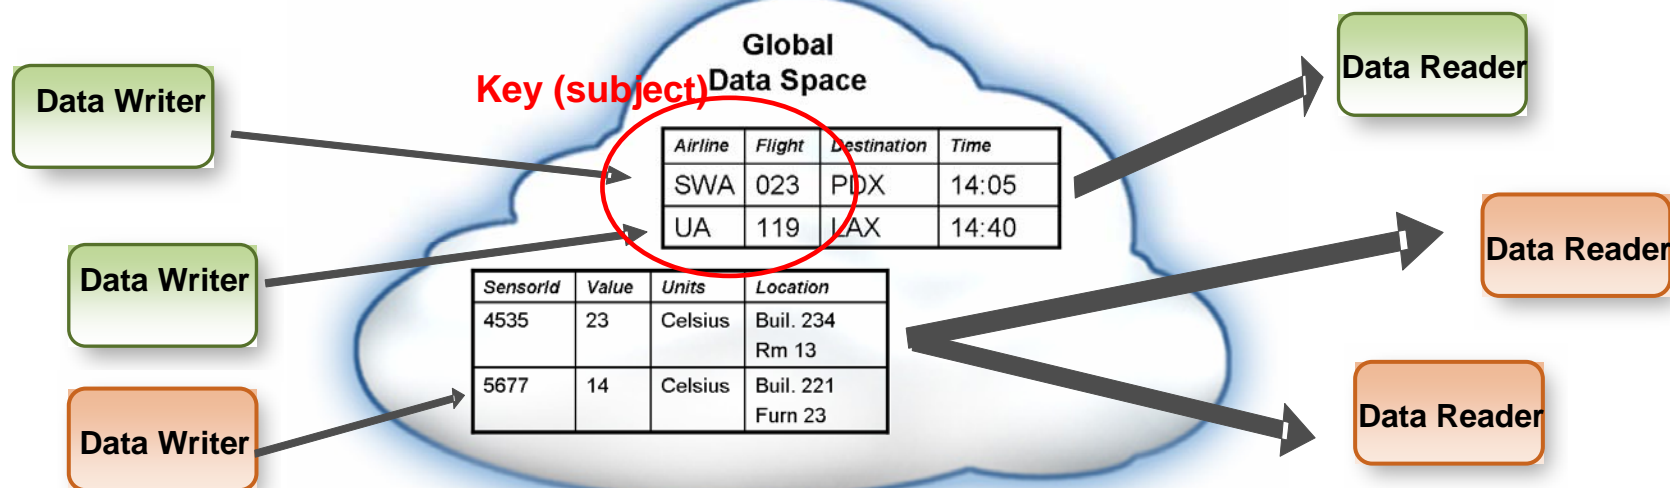 Global
Data Space
Key (subject)
Data Writer
Data Writer
Data Writer
Airline Flight Destination Time
SWA 023 PDX 14:05
UA 119 LAX 14:40
SensorId Value Units Location
4535 23 Celsius Buil. 234
Rm 13
5677 14 Celsius Buil. 221
Furn 23
Data Reader
Data Reader
Data Reader